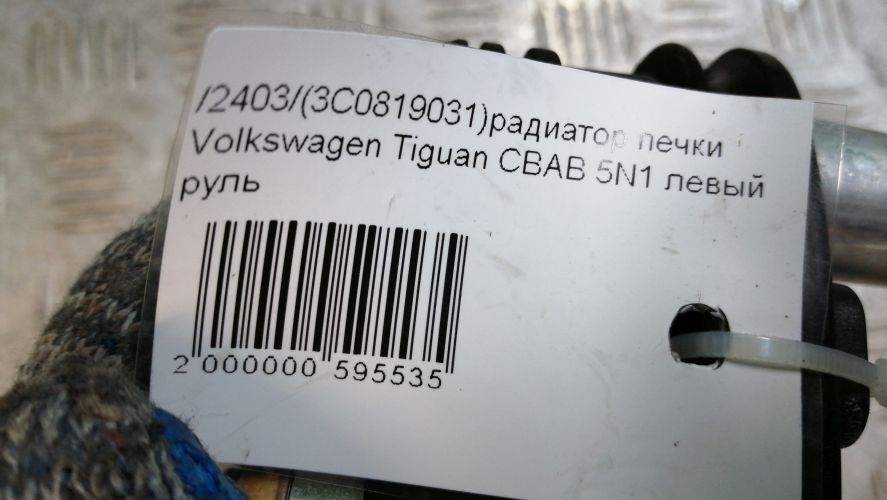 /2403/(3C0819031)радиатор печки
Volkswagen Tiguan CBAB 5N1 левый
руль
2 000000 595535